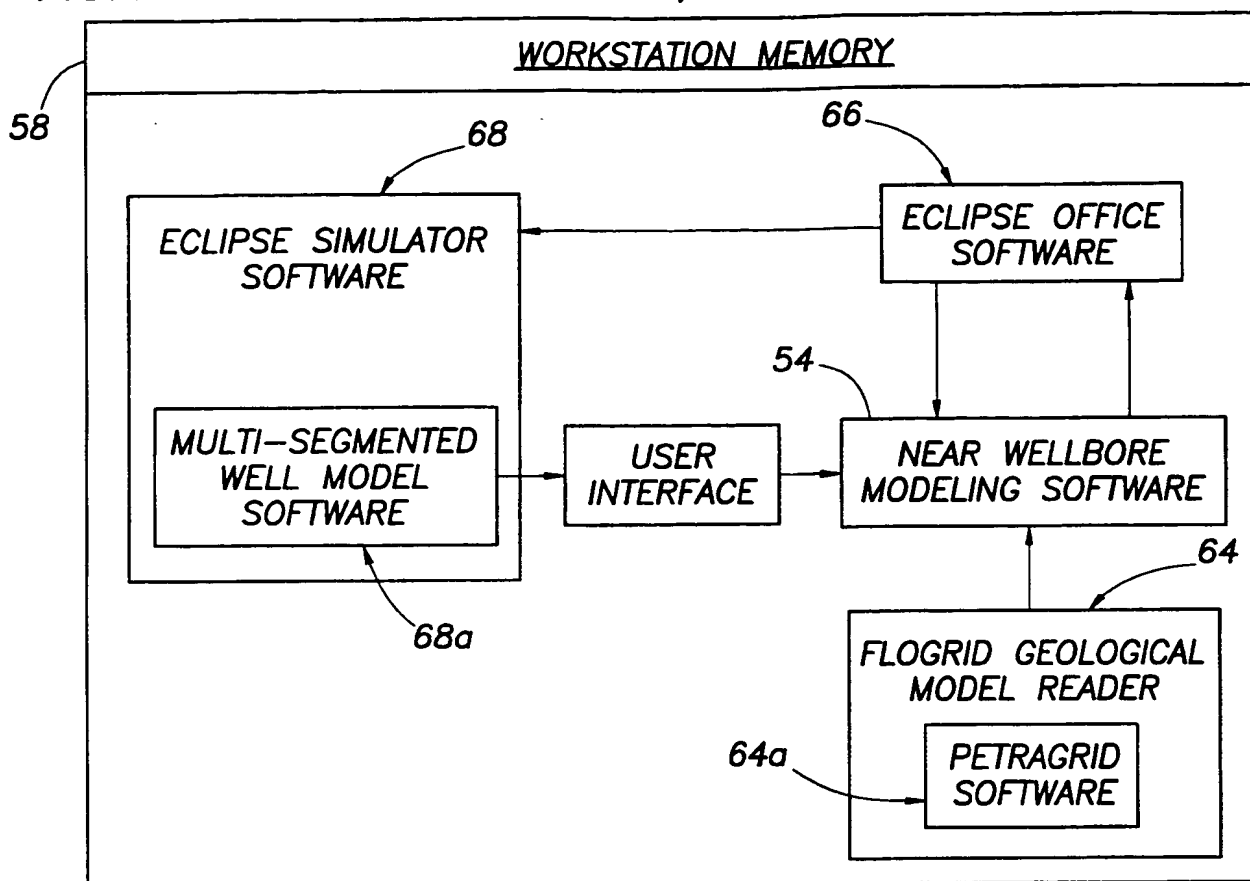 WORKSTATION MEMORY
58
68
66
ECLIPSE SIMULATOR
SOFTWARE
ECLIPSE OFFICE
SOFTWARE
54
MULTI-SEGMENTED
WELL MODEL
SOFTWARE
USER
INTERFACE
NEAR WELLBORE
MODELING SOFTWARE
68a
64
FLOGRID GEOLOGICAL
MODEL READER
64a
PETRAGRID
SOFTWARE